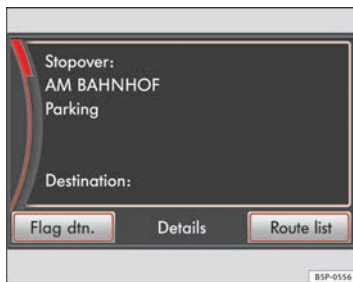 Stopover:
AM BAHNHOF
Parking
Destination:
Flag dtn. Details Route list
B5P-0556